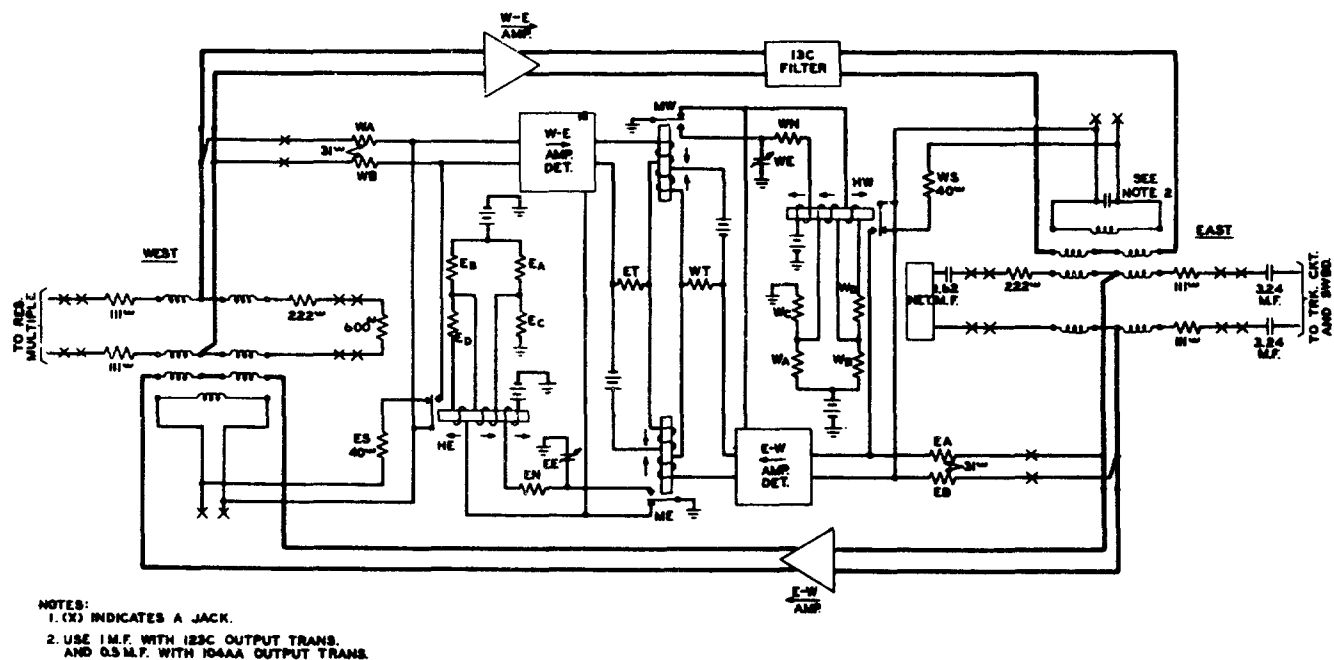 W-E
AMP.
13C
FILTER
MW
WA
31ω
WB
W-E
AMP.
DET.
WN
WE
HW
WS
40ω
SEE
NOTE 2
WEST
EAST
TO RES.
MULTIPLE
111ω
222ω
600ω
111ω
EB
EA
ED
EC
ET
WT
WC
WA
WB
NET.
M.F.
222ω
111ω
3.24
M.F.
111ω
3.24
M.F.
TO TRK. CKT.
AND SWBD.
ES
40ω
HE
EE
EN
ME
E-W
AMP.
DET.
EA
31ω
EB
E-W
AMP.
NOTES:
1. (X) INDICATES A JACK.
2. USE 1 M.F. WITH 123C OUTPUT TRANS.
AND 0.5 M.F. WITH 104AA OUTPUT TRANS.